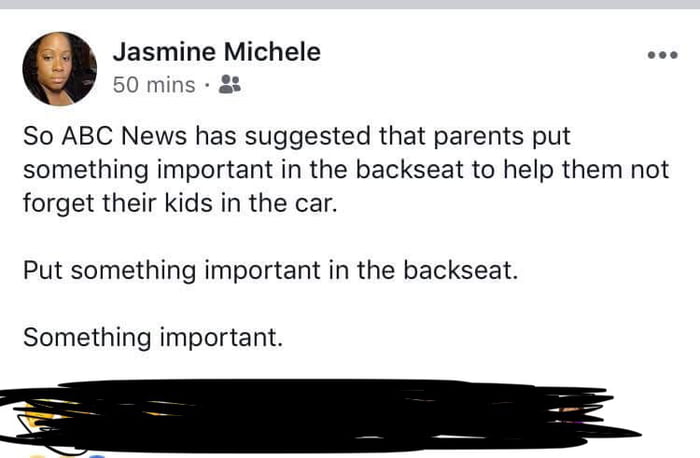 Jasmine Michele
50 mins ·
So ABC News has suggested that parents put
something important in the backseat to help them not
forget their kids in the car.
Put something important in the backseat.
Something important.